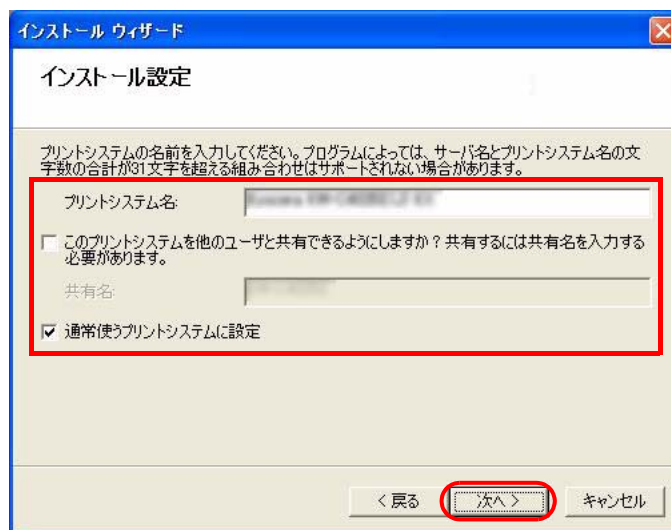 インストール ウィザード
インストール設定
プリントシステムの名前を入力してください。プログラムによっては、サーバ名とプリントシステム名の文
字数の合計が31文字を超える組み合わせはサポートされない場合があります。
プリントシステム名:
このプリントシステムを他のユーザと共有できるようにしますか？共有するには共有名を入力する
必要があります。
共有名:
通常使うプリントシステムに設定
< 戻る 次へ > キャンセル